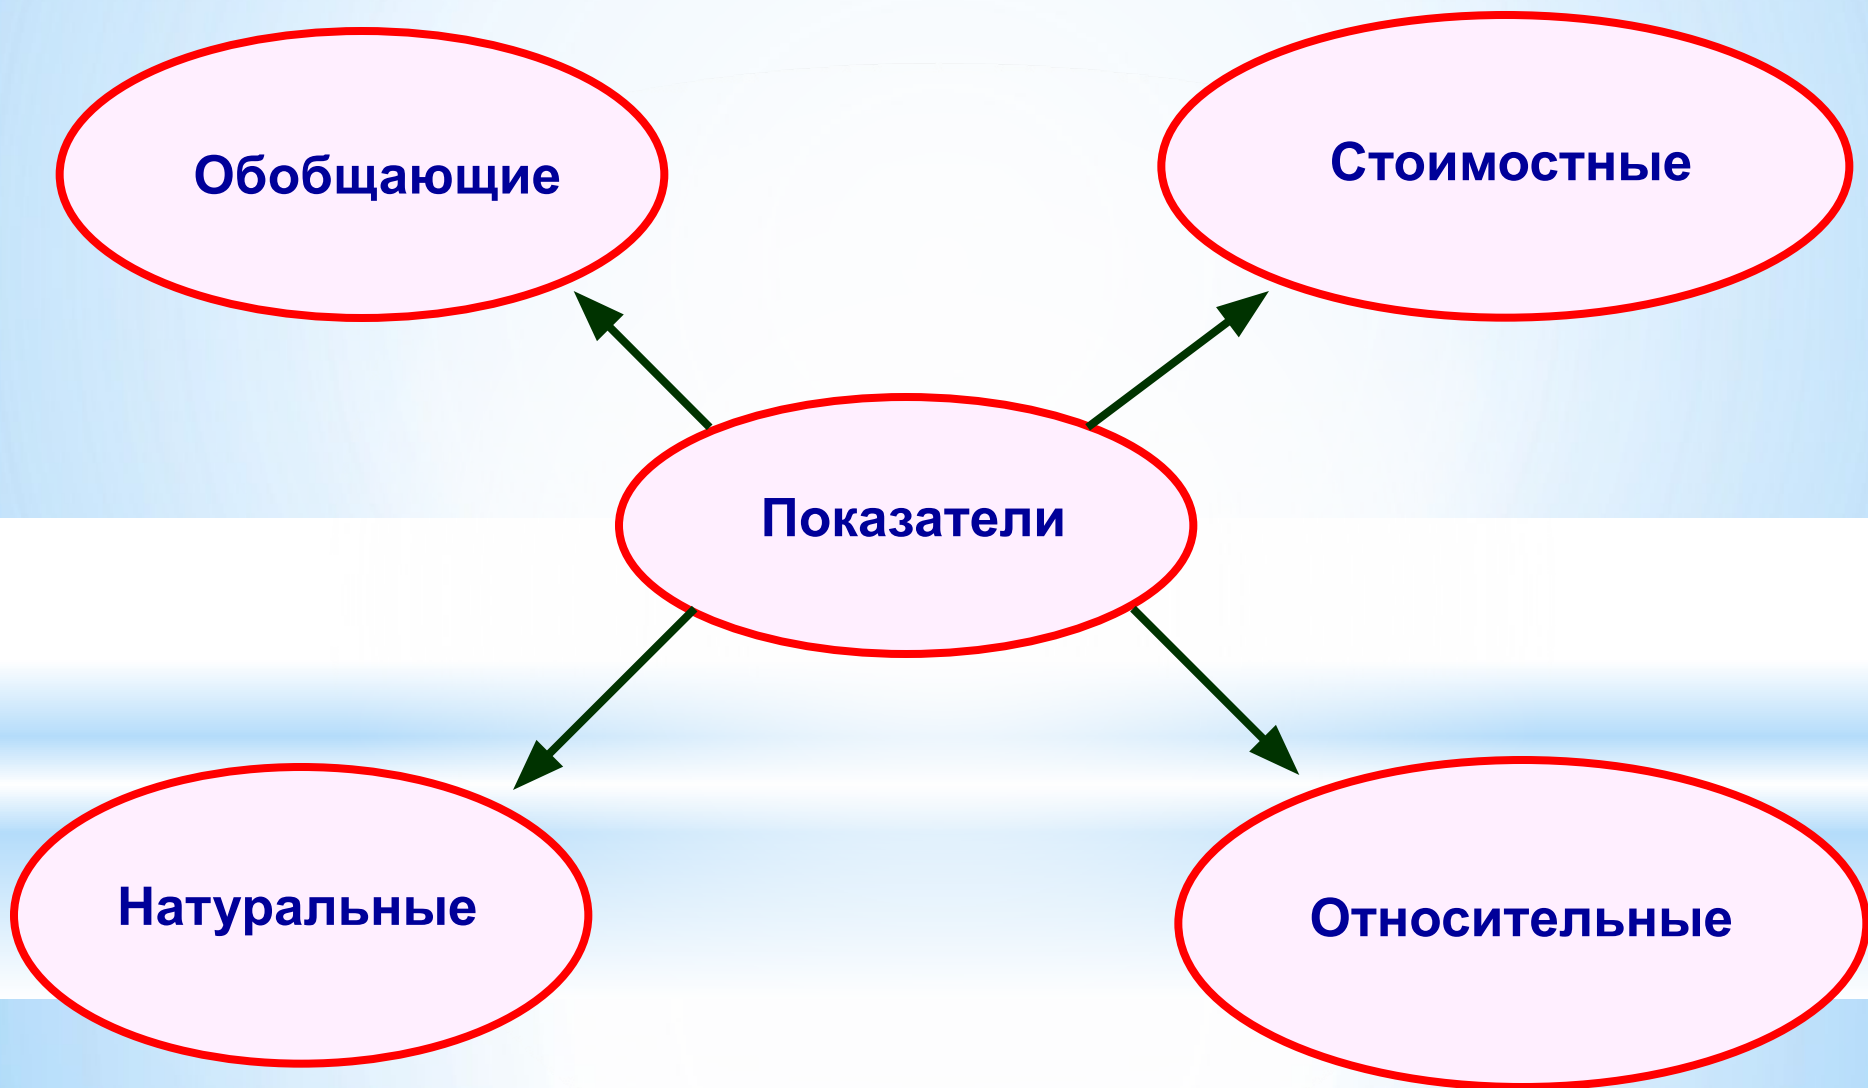 Обобщающие
Стоимостные
Показатели
Натуральные
Относительные